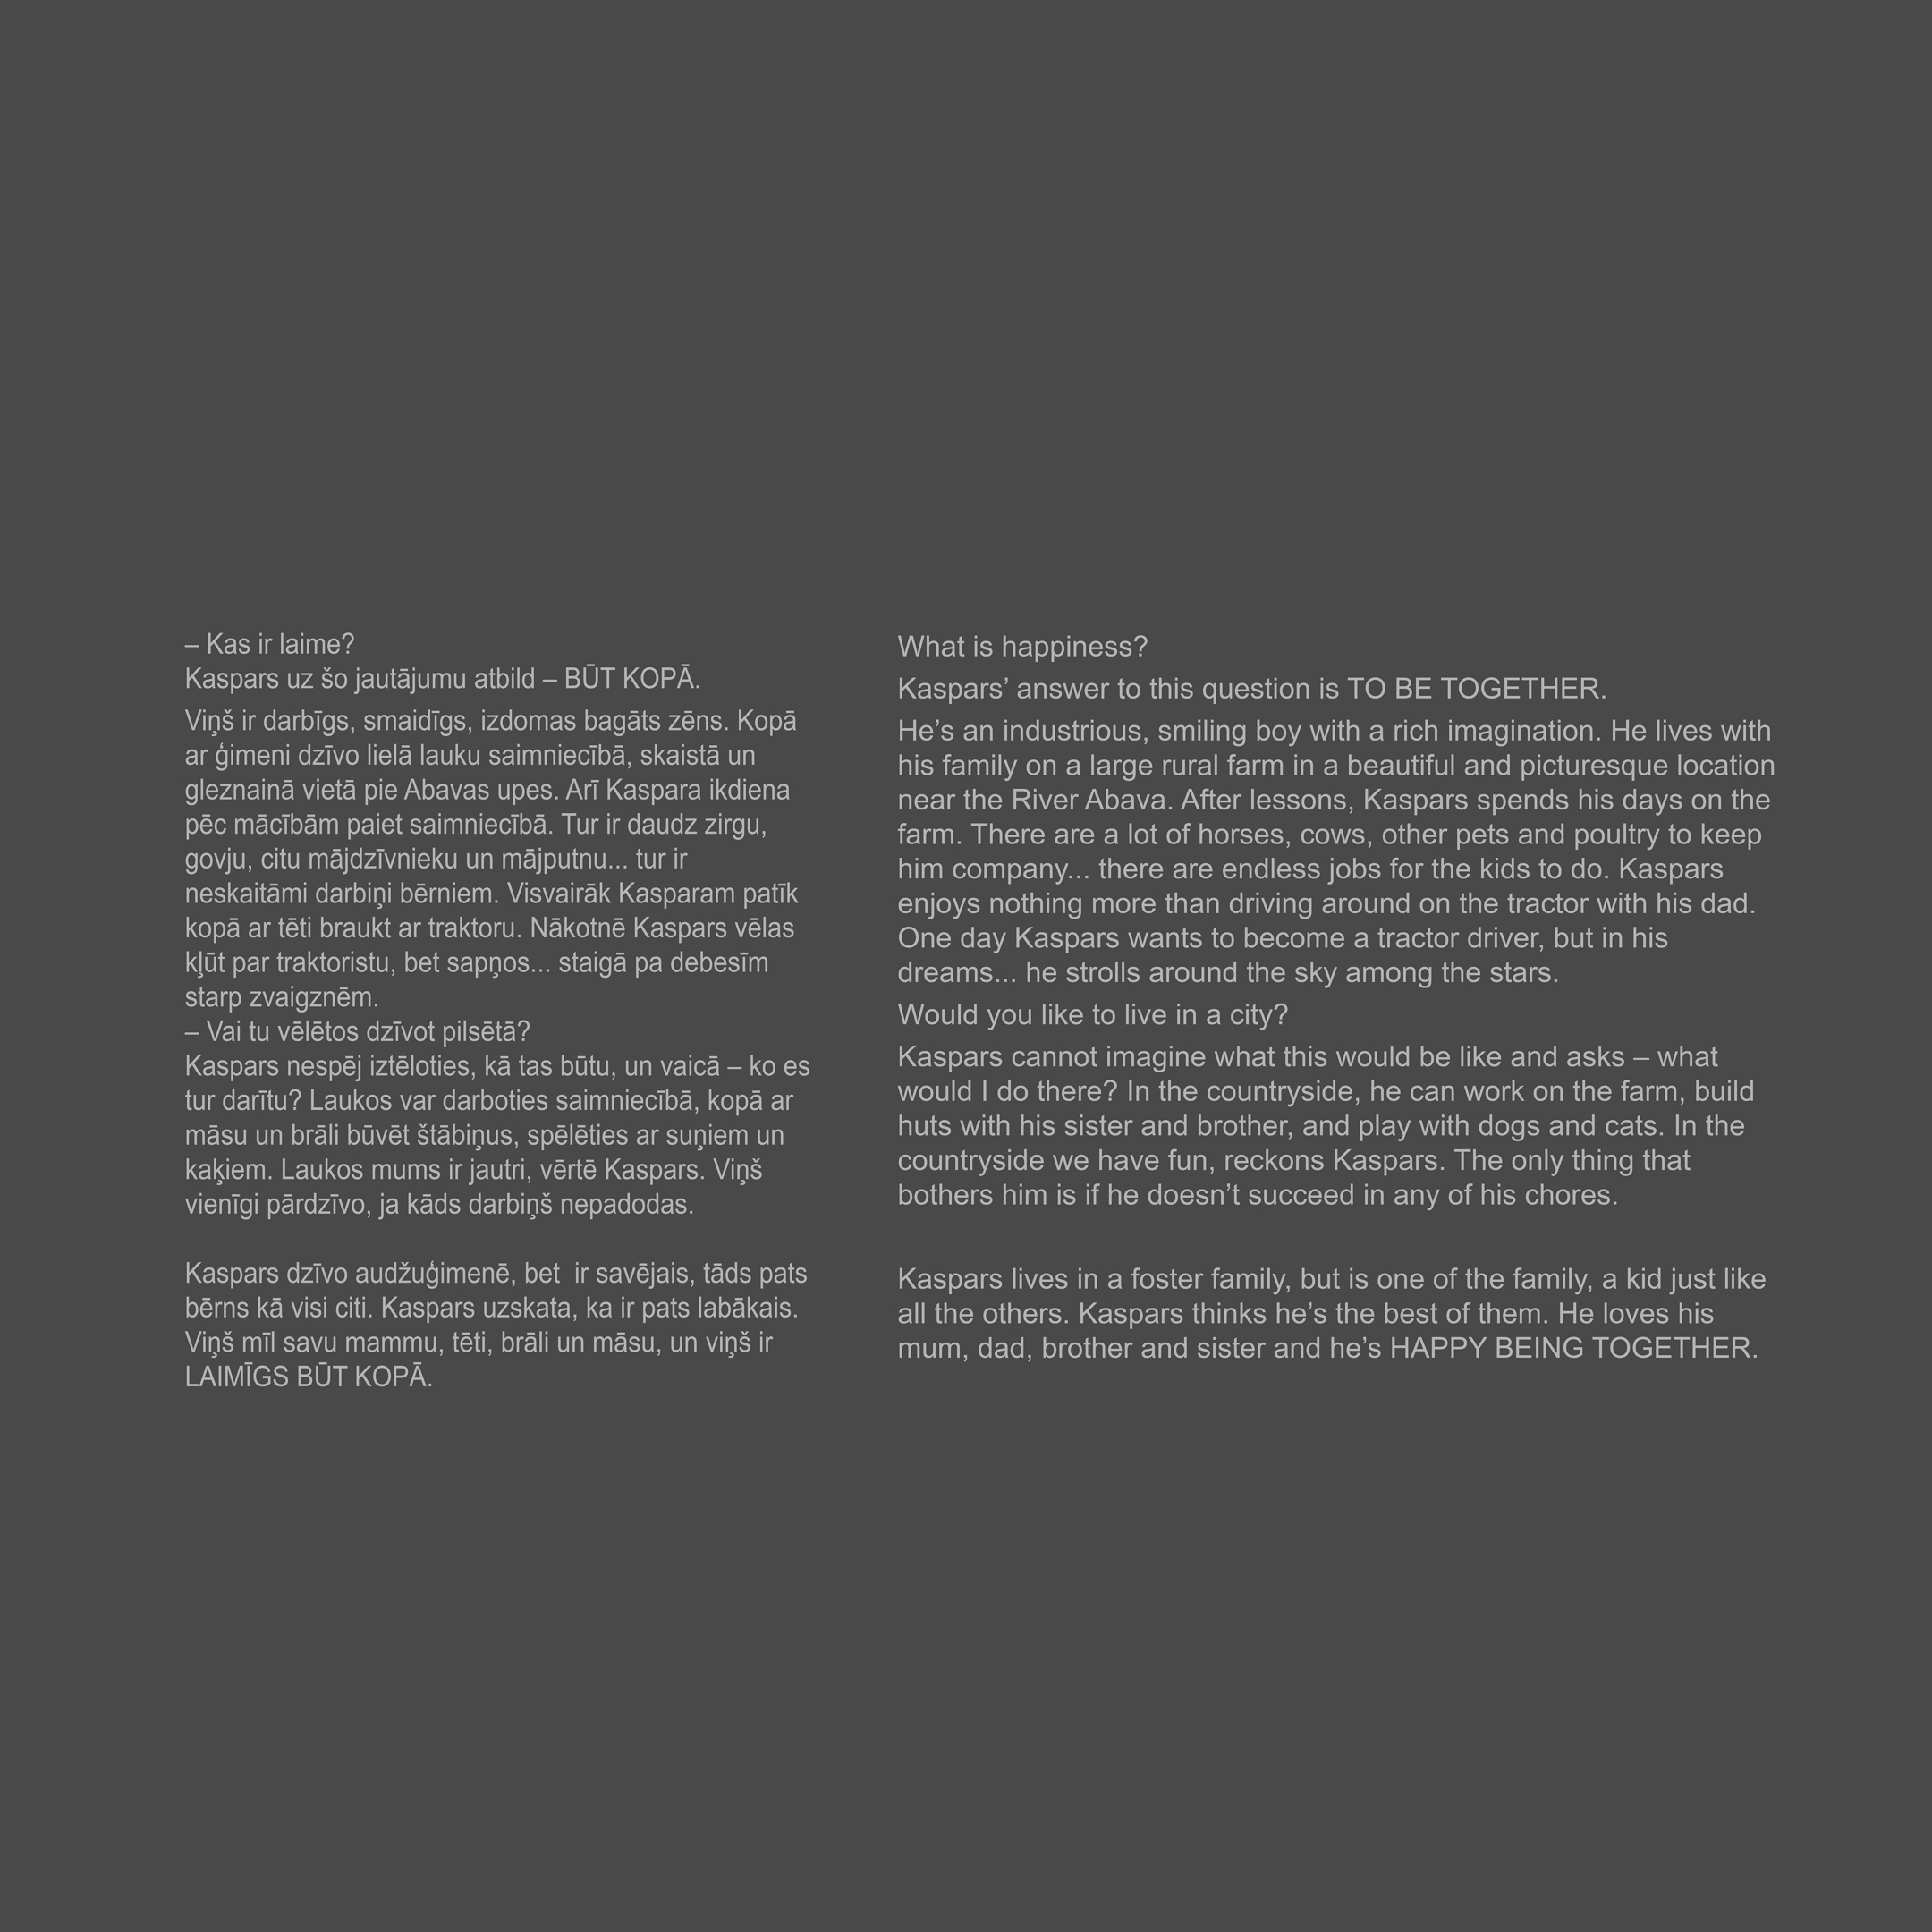 – Kas ir laime?
Kaspars uz šo jautājumu atbild – BŪT KOPĀ.
Viņš ir darbīgs, smaidīgs, izdomas bagāts zēns. Kopā
ar ģimeni dzīvo lielā lauku saimniecībā, skaistā un
gleznainā vietā pie Abavas upes. Arī Kaspara ikdiena
pēc mācībām paiet saimniecībā. Tur ir daudz zirgu,
govju, citu mājdzīvnieku un mājputnu... tur ir
neskaitāmi darbiņi bērniem. Visvairāk Kasparam patīk
kopā ar tēti braukt ar traktoru. Nākotnē Kaspars vēlas
kļūt par traktoristu, bet sapņos... staigā pa debesīm
starp zvaigznēm.
– Vai tu vēlētos dzīvot pilsētā?
Kaspars nespēj iztēloties, kā tas būtu, un vaicā – ko es
tur darītu? Laukos var darboties saimniecībā, kopā ar
māsu un brāli būvēt štābiņus, spēlēties ar suņiem un
kaķiem. Laukos mums ir jautri, vērtē Kaspars. Viņš
vienīgi pārdzīvo, ja kāds darbiņš nepadodas.
Kaspars dzīvo audžuģimenē, bet  ir savējais, tāds pats
bērns kā visi citi. Kaspars uzskata, ka ir pats labākais.
Viņš mīl savu mammu, tēti, brāli un māsu, un viņš ir
LAIMĪGS BŪT KOPĀ.
What is happiness?
Kaspars’ answer to this question is TO BE TOGETHER.
He’s an industrious, smiling boy with a rich imagination. He lives with
his family on a large rural farm in a beautiful and picturesque location
near the River Abava. After lessons, Kaspars spends his days on the
farm. There are a lot of horses, cows, other pets and poultry to keep
him company... there are endless jobs for the kids to do. Kaspars
enjoys nothing more than driving around on the tractor with his dad.
One day Kaspars wants to become a tractor driver, but in his
dreams... he strolls around the sky among the stars.
Would you like to live in a city?
Kaspars cannot imagine what this would be like and asks – what
would I do there? In the countryside, he can work on the farm, build
huts with his sister and brother, and play with dogs and cats. In the
countryside we have fun, reckons Kaspars. The only thing that
bothers him is if he doesn’t succeed in any of his chores.
Kaspars lives in a foster family, but is one of the family, a kid just like
all the others. Kaspars thinks he’s the best of them. He loves his
mum, dad, brother and sister and he’s HAPPY BEING TOGETHER.